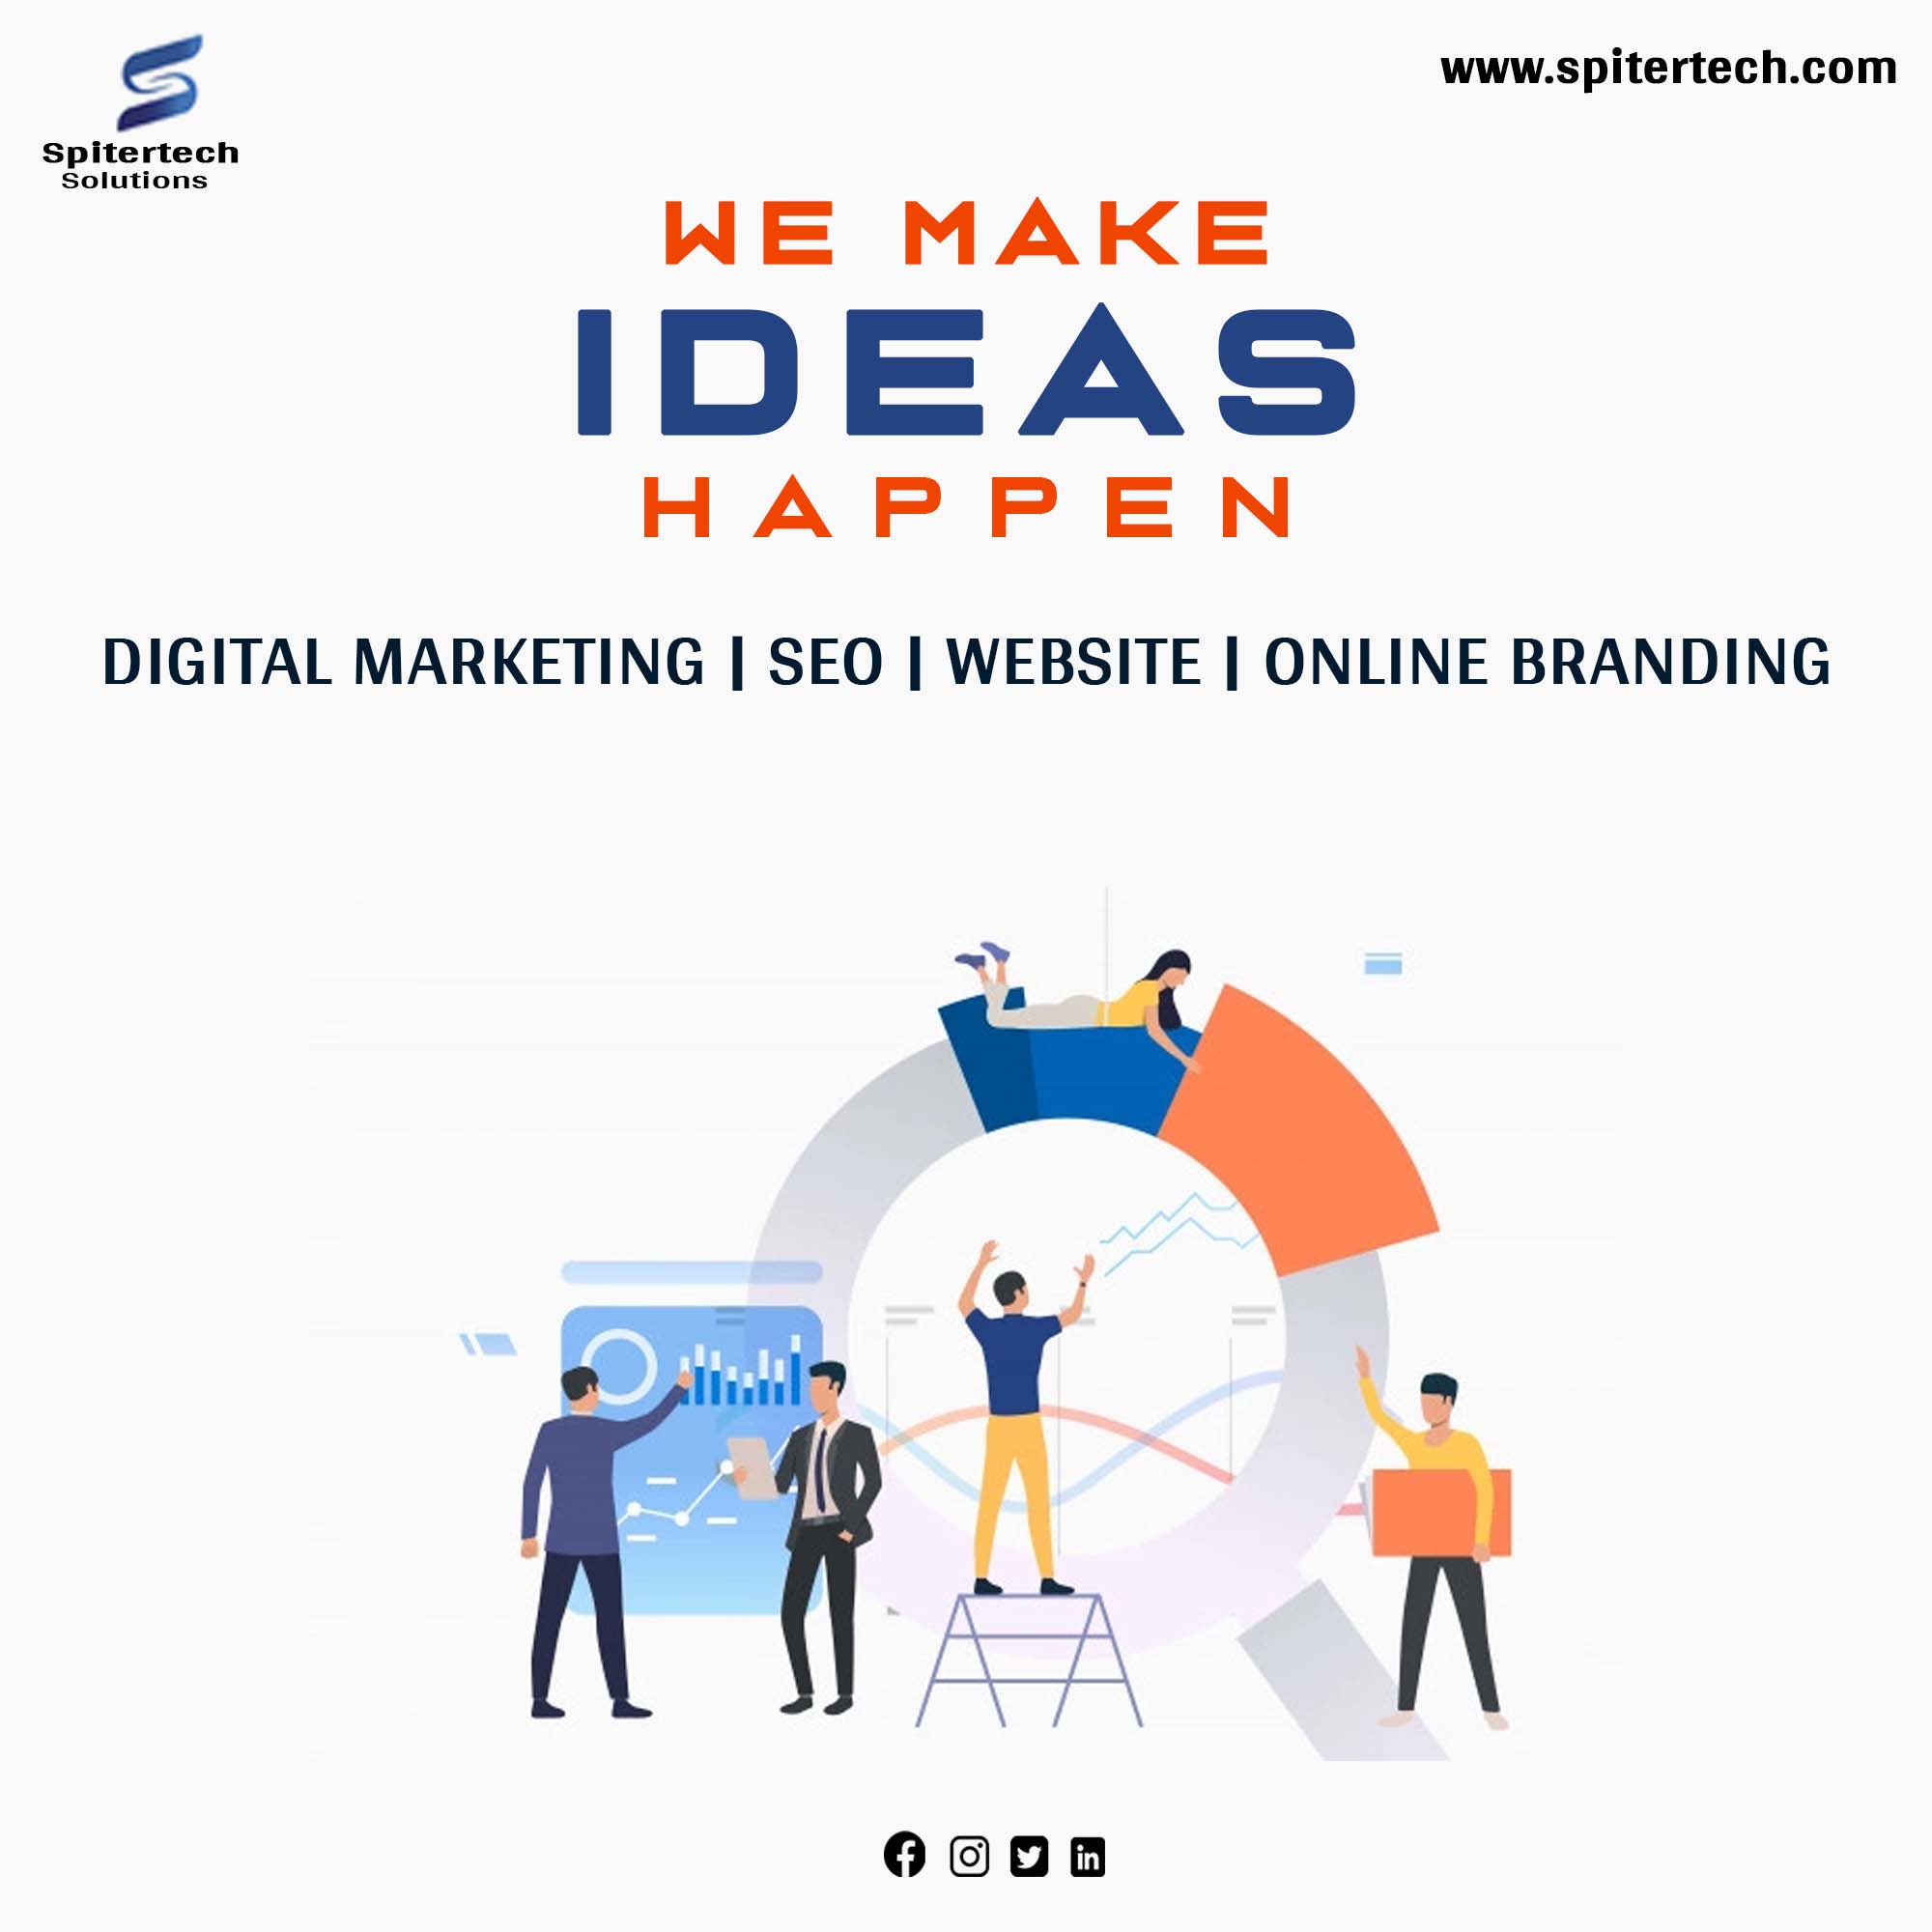 Spitertech
Solutions
www.spitertech.com
WE MAKE
IDEAS
HAPPEN
DIGITAL MARKETING | SEO | WEBSITE | ONLINE BRANDING